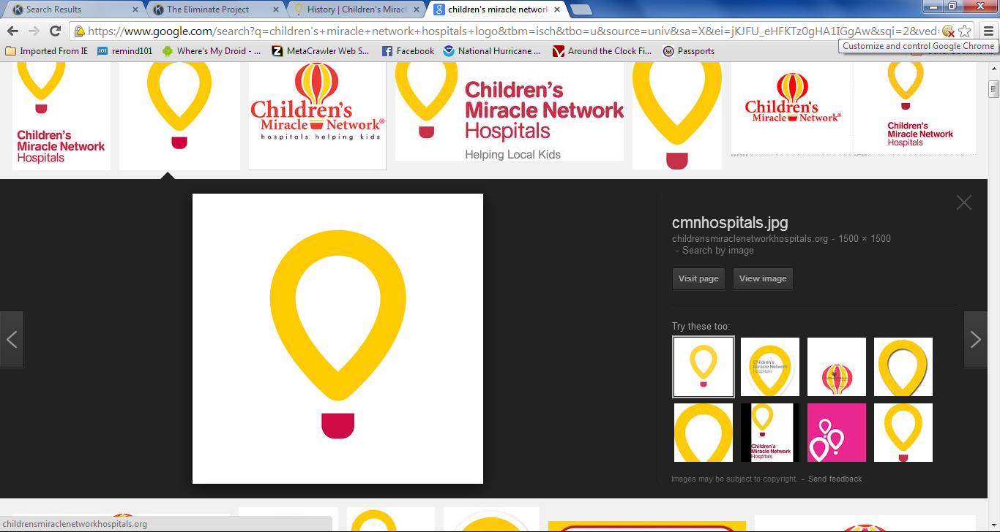 Search Results
The Eliminate Project
History | Children's Mirac
children's miracle network
https://www.google.com/search?q=children's+miracle+network+hospitals+logo&tbm=isch&tbo=u&source=univ&sa=X&ei=jKJFU_eHFKTz0gHA1IGgAw&sqi=2&ved=
Imported From IE
101 remind101
Where's My Droid - ...
MetaCrawler Web S...
Facebook
National Hurricane ...
Around the Clock Fi...
Passports
Customize and control Google Chrome
Children's
Miracle Network
Hospitals
Children's
Miracle Network®
hospitals helping kids
Children's
Miracle Network
Hospitals
Helping Local Kids
Children's
Miracle Network®
BEFORE
Children's
Miracle Network
Hospitals
AFTER
cmnhospitals.jpg
childrensmiraclenetworkhospitals.org - 1500 × 1500
- Search by image
Visit page
View image
Try these too:
Children's
Miracle Network
Hospitals
Children's
Miracle Network
Hospitals
Images may be subject to copyright. - Send feedback
childrensmiraclenetworkhospitals.org